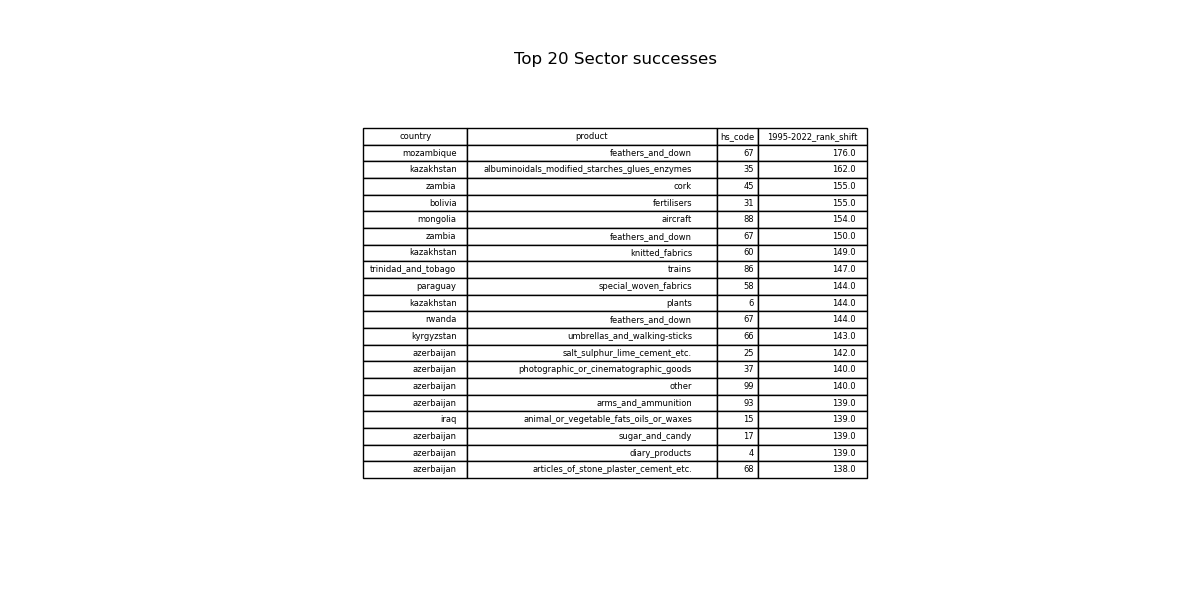 Top 20 Sector successes
country product hs_code 1995-2022_rank_shift
mozambique feathers_and_down 67 176.0
kazakhstan albuminoidals_modified_starches_glues_enzymes 35 162.0
zambia cork 45 155.0
bolivia fertilisers 31 155.0
mongolia aircraft 88 154.0
zambia feathers_and_down 67 150.0
kazakhstan knitted_fabrics 60 149.0
trinidad_and_tobago trains 86 147.0
paraguay special_woven_fabrics 58 144.0
kazakhstan plants 6 144.0
rwanda feathers_and_down 67 144.0
kyrgyzstan umbrellas_and_walking-sticks 66 143.0
azerbaijan salt_sulphur_lime_cement_etc. 25 142.0
azerbaijan photographic_or_cinematographic_goods 37 140.0
azerbaijan other 99 140.0
azerbaijan arms_and_ammunition 93 139.0
iraq animal_or_vegetable_fats_oils_or_waxes 15 139.0
azerbaijan sugar_and_candy 17 139.0
azerbaijan diary_products 4 139.0
azerbaijan articles_of_stone_plaster_cement_etc. 68 138.0